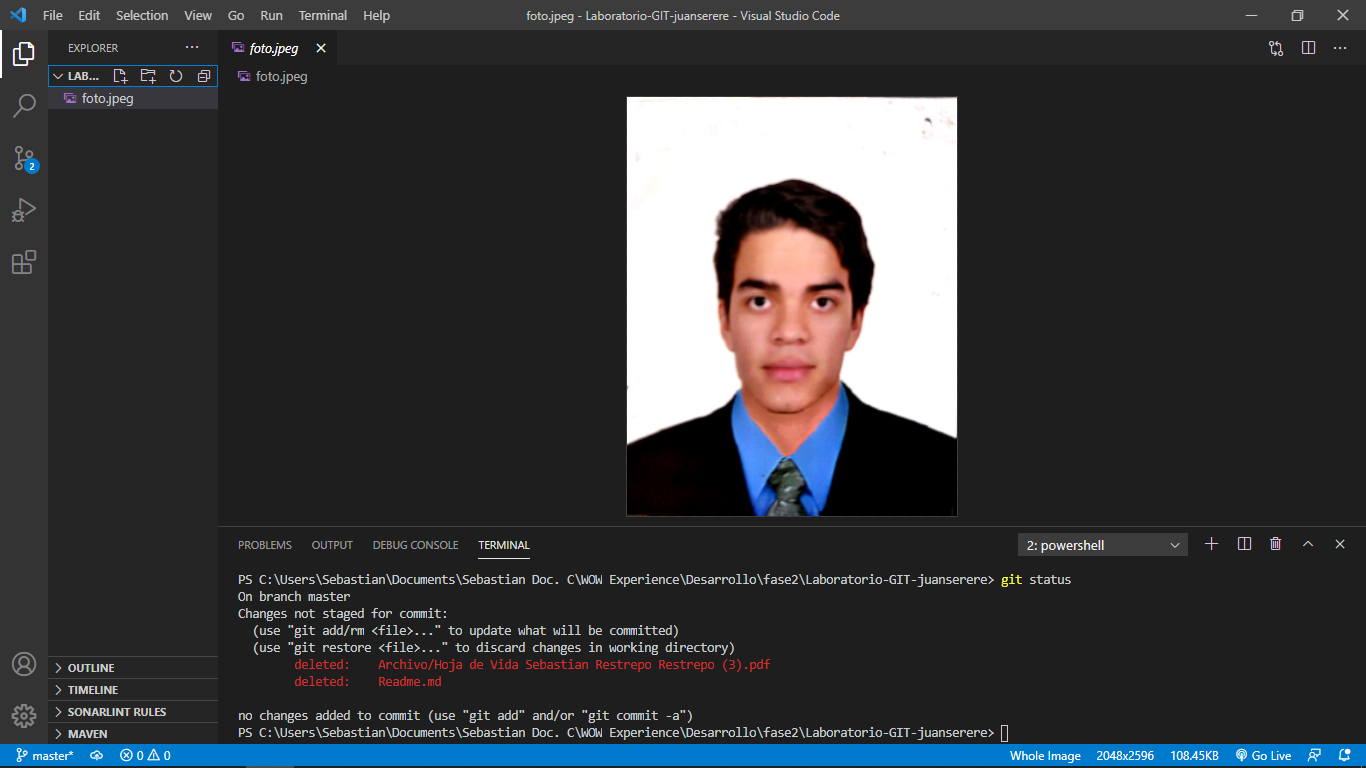 File Edit Selection View Go Run Terminal Help
foto.jpeg - Laboratorio-GIT-juanserere - Visual Studio Code
EXPLORER
LAB...
foto.jpeg
2
OUTLINE
TIMELINE
SONARLINT RULES
MAVEN
foto.jpeg
foto.jpeg
PROBLEMS OUTPUT DEBUG CONSOLE TERMINAL
2: powershell
PS C:\Users\Sebastian\Documents\Sebastian Doc. C\WOW Experience\Desarrollo\fase2\Laboratorio-GIT-juanserere> git status
On branch master
Changes not staged for commit:
  (use "git add/rm <file>..." to update what will be committed)
  (use "git restore <file>..." to discard changes in working directory)
        deleted:    Archivo/Hoja de Vida Sebastian Restrepo Restrepo (3).pdf
        deleted:    Readme.md
no changes added to commit (use "git add" and/or "git commit -a")
PS C:\Users\Sebastian\Documents\Sebastian Doc. C\WOW Experience\Desarrollo\fase2\Laboratorio-GIT-juanserere>
master* 0 0 Whole Image 2048x2596 108.45KB Go Live